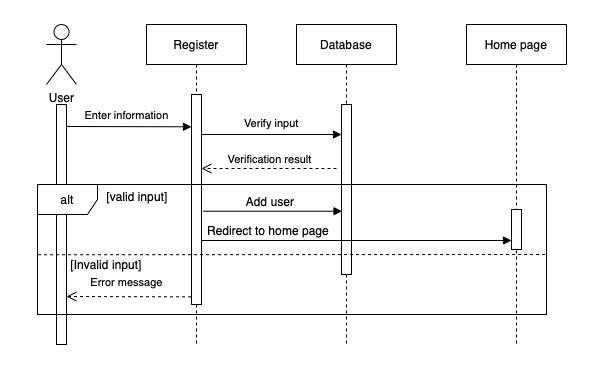 Register
Database
Home page
User
Enter information
Verify input
Verification result
alt
[valid input]
Add user
Redirect to home page
[Invalid input]
Error message